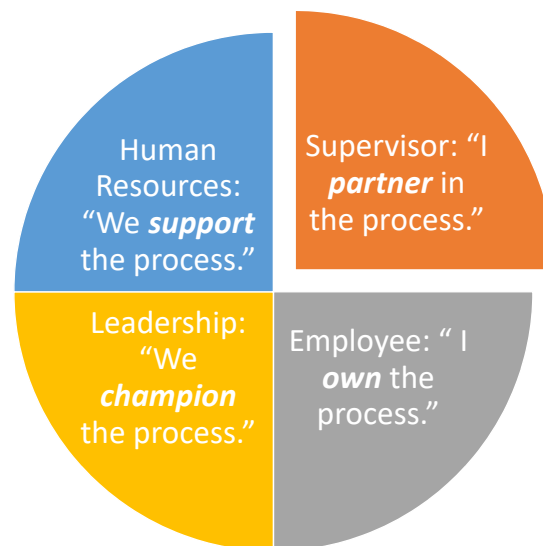 Human
Resources:
“We support
the process.”
Supervisor: “I
partner in
the process.”
Leadership:
“We
champion
the process.”
Employee: “ I
own the
process.”